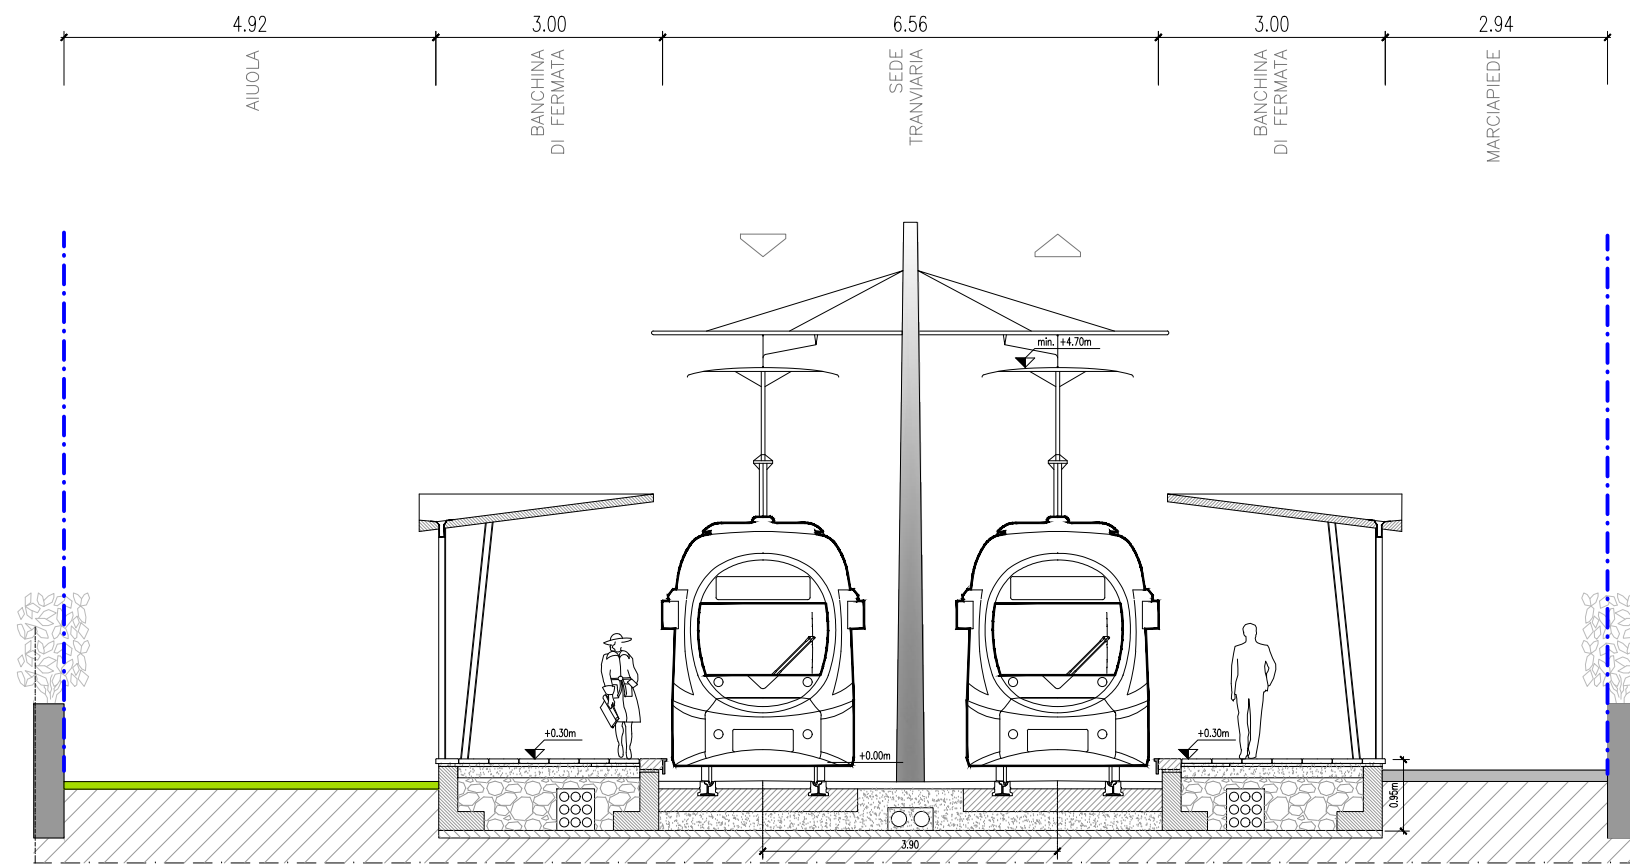 4.92
3.00
6.56
3.00
2.94
AIUOLA
BANCHINA
DI FERMATA
SEDE
TRANVIARIA
BANCHINA
DI FERMATA
MARCIAPIEDE
min. +4.70m
+0.30m
+0.00m
+0.30m
0.95m
3.90